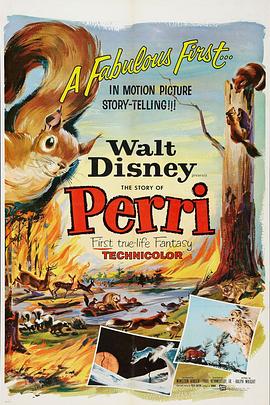 A Fabulous First...
IN MOTION PICTURE
STORY-TELLING!!!
Walt
Disney
presents
THE STORY OF
Perri
First true-life Fantasy
TECHNICOLOR